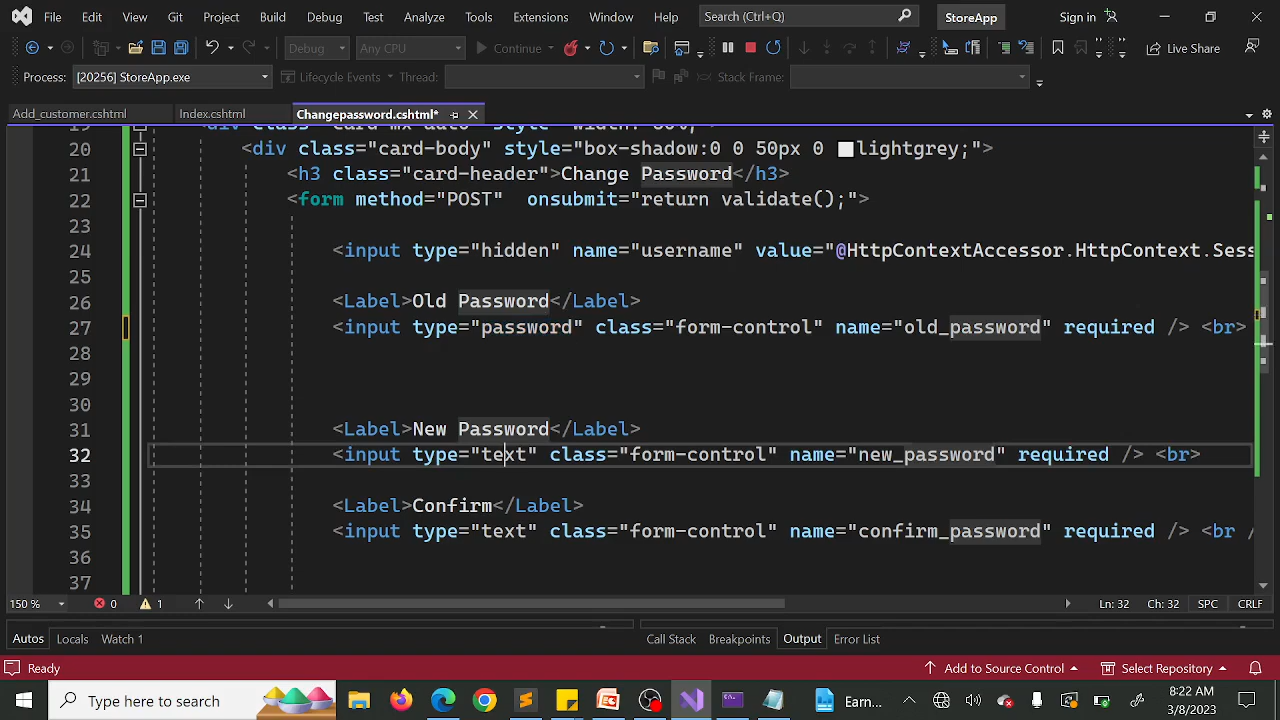 File Edit View Git Project Build Debug Test Analyze Tools Extensions Window Help Search (Ctrl+Q) StoreApp Sign in
Debug Any CPU Continue Live Share
Process: [20256] StoreApp.exe Lifecycle Events Thread: Stack Frame:
Add_customer.cshtml Index.cshtml Changepassword.cshtml*
20 <div class="card-body" style="box-shadow:0 0 50px 0 lightgrey;">
21 <h3 class="card-header">Change Password</h3>
22 <form method="POST" onsubmit="return validate();">
23
24 <input type="hidden" name="username" value="@HttpContextAccessor.HttpContext.Sess
25
26 <Label>Old Password</Label>
27 <input type="password" class="form-control" name="old_password" required /> <br>
28
29
30
31 <Label>New Password</Label>
32 <input type="text" class="form-control" name="new_password" required /> <br>
33
34 <Label>Confirm</Label>
35 <input type="text" class="form-control" name="confirm_password" required /> <br /
36
37
150 % 0 1 Ln: 32 Ch: 32 SPC CRLF
Autos Locals Watch 1 Call Stack Breakpoints Output Error List
Ready Add to Source Control Select Repository
Type here to search Earn... 8:22 AM
3/8/2023